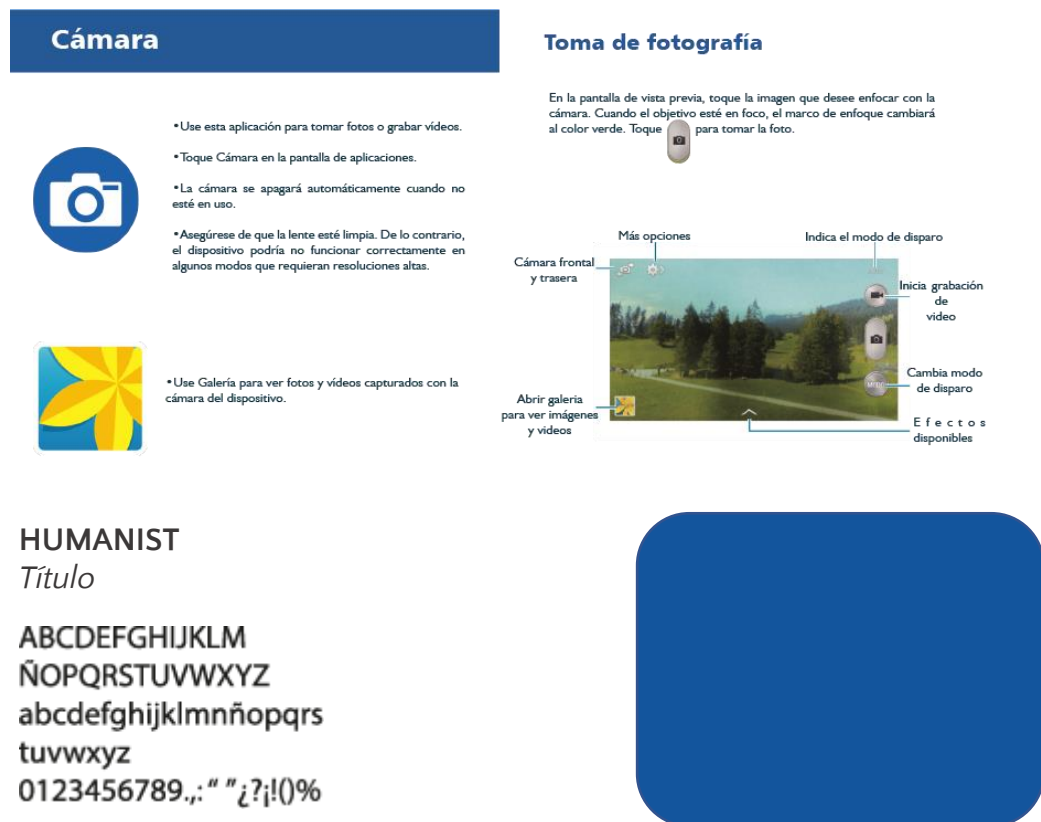 Cámara
•Use esta aplicación para tomar fotos o grabar vídeos.
•Toque Cámara en la pantalla de aplicaciones.
•La cámara se apagará automáticamente cuando no
esté en uso.
•Asegúrese de que la lente esté limpia. De lo contrario,
el dispositivo podría no funcionar correctamente en
algunos modos que requieran resoluciones altas.
•Use Galería para ver fotos y vídeos capturados con la
cámara del dispositivo.
Toma de fotografía
En la pantalla de vista previa, toque la imagen que desee enfocar con la
cámara. Cuando el objetivo esté en foco, el marco de enfoque cambiará
al color verde. Toque para tomar la foto.
Más opciones
Indica el modo de disparo
Cámara frontal
y trasera
Inicia grabación
de
video
Cambia modo
de disparo
MODE
Abrir galeria
para ver imágenes
y videos
Efectos
disponibles
HUMANIST
Título
ABCDEFGHIJKLM
ÑOPQRSTUVWXYZ
abcdefghijklmnñopqrs
tuvwxyz
0123456789.,:“ ”¿?¡!()%